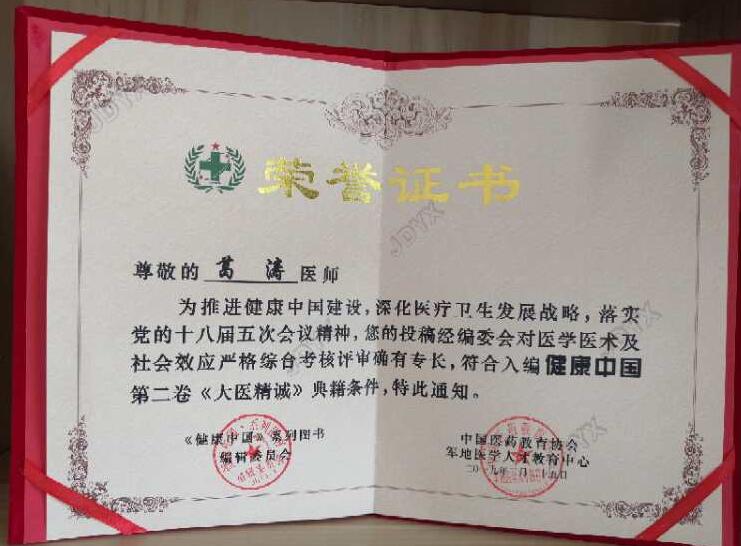 荣誉证书
尊敬的 葛 涛 医师
为推进健康中国建设,深化医疗卫生发展战略,落实
党的十八届五次会议精神,您的投稿经编委会对医学医术及
社会效应严格综合考核评审确有专长,符合入编健康中国
第二卷《大医精诚》典籍条件,特此通知。
《健康中国》系列图书
编辑委员会
中国医药教育协会
军地医学人才教育中心
JDYX
JDYX
JDYX
JDYX
JDYX
JDYX